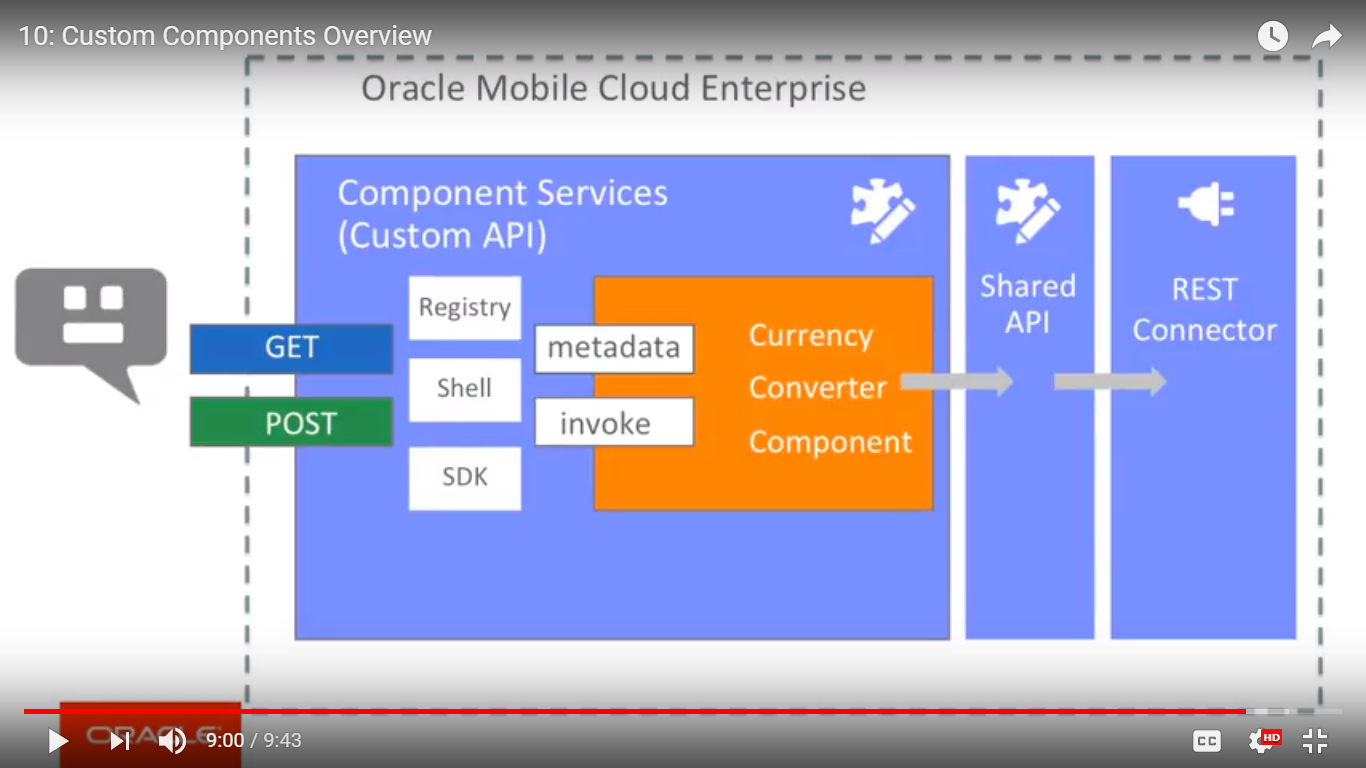 10: Custom Components Overview
Oracle Mobile Cloud Enterprise
Component Services
(Custom API)
Registry
Shell
SDK
GET
POST
metadata
invoke
Currency
Converter
Component
Shared
API
REST
Connector
ORACLE
9:00 / 9:43
CC
HD